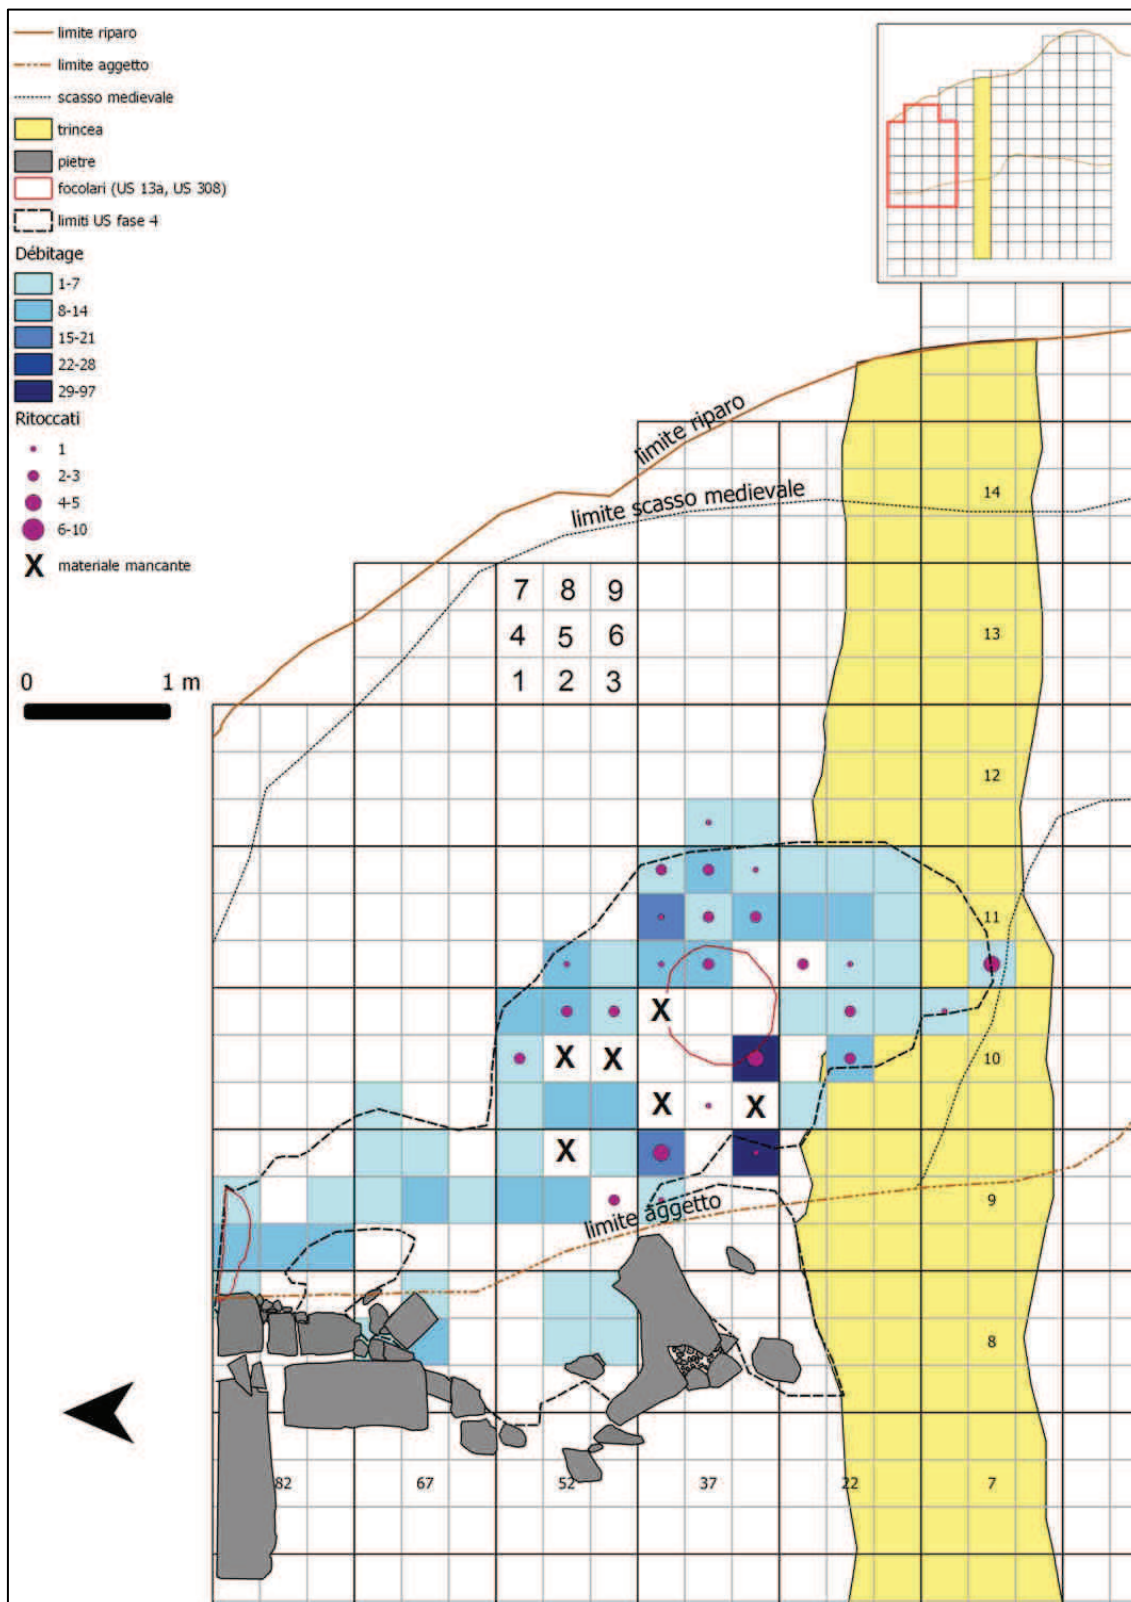 limite riparo
limite aggetto
scasso medievale
trincea
pietre
focolari (US 13a, US 308)
limiti US fase 4
Débitage
1-7
8-14
15-21
22-28
29-97
Ritoccati
1
2-3
4-5
6-10
X materiale mancante
0 1 m
limite riparo
limite scasso medievale
14
7 8 9
4 5 6
1 2 3
13
12
11
X
X X
10
X X
X
9
limite aggetto
8
82 67 52 37 22 7